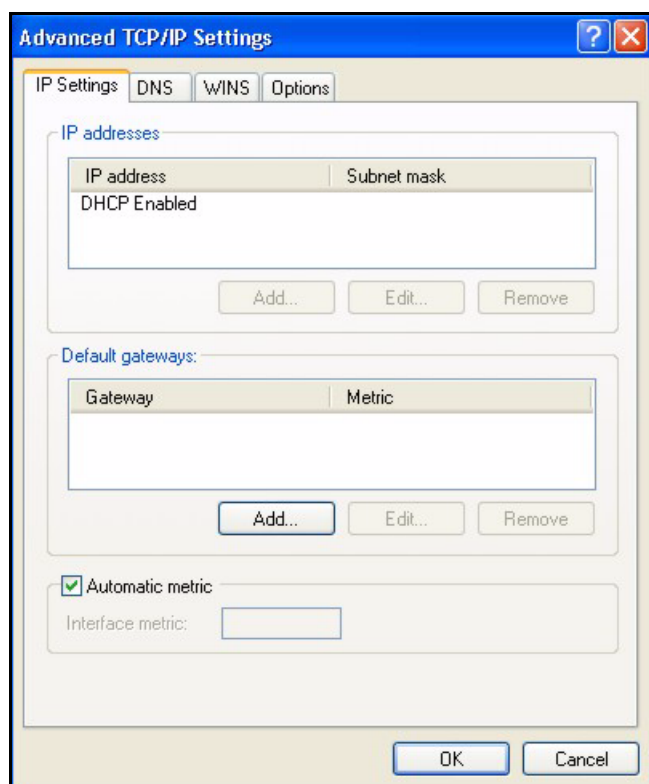 Advanced TCP/IP Settings
IP Settings DNS WINS Options
IP addresses
IP address Subnet mask
DHCP Enabled
Add... Edit... Remove
Default gateways:
Gateway Metric
Add... Edit... Remove
Automatic metric
Interface metric:
OK Cancel